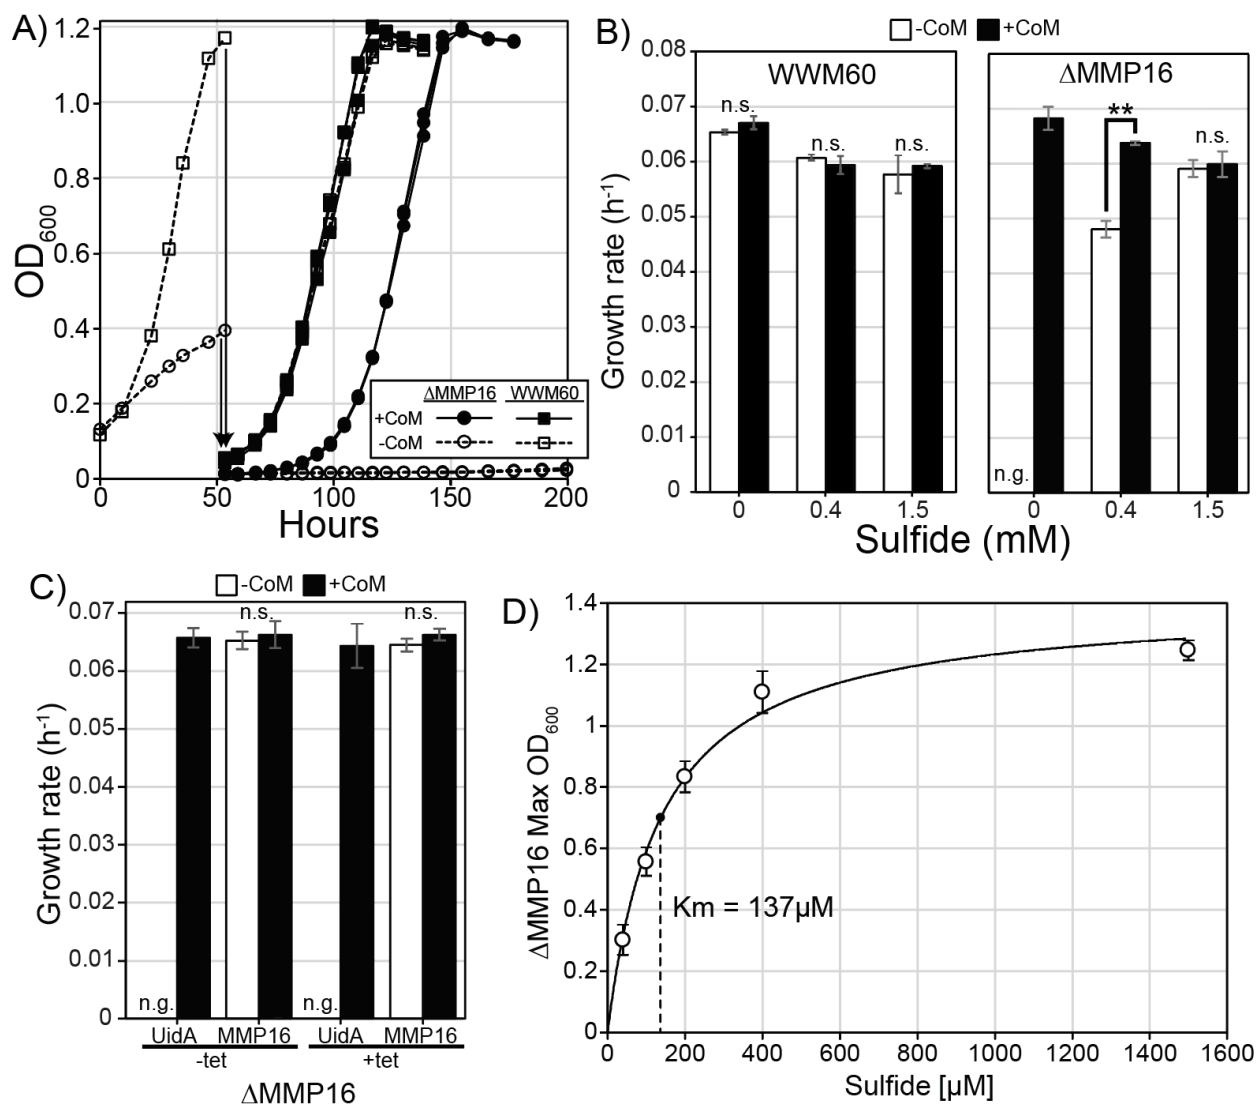 A)
1.2
1.0
0.8
0.6
0.4
0.2
0
OD600
0 50 100 150 200
Hours
ΔMMP16 WWM60
+CoM
-CoM
B)
-CoM +CoM
0.08
0.07
0.06
0.05
0.04
0.03
0.02
0.01
0
Growth rate (h-1)
WWM60
n.s.
n.s.
n.s.
0 0.4 1.5
ΔMMP16
**
n.s.
n.g.
0 0.4 1.5
Sulfide (mM)
C)
-CoM +CoM
0.07
0.06
0.05
0.04
0.03
0.02
0.01
0
Growth rate (h-1)
n.s. n.s.
n.g. n.g.
UidA MMP16 UidA MMP16
-tet +tet
ΔMMP16
D)
1.4
1.2
1
0.8
0.6
0.4
0.2
0
ΔMMP16 Max OD600
Km = 137µM
0 200 400 600 800 1000 1200 1400 1600
Sulfide [µM]